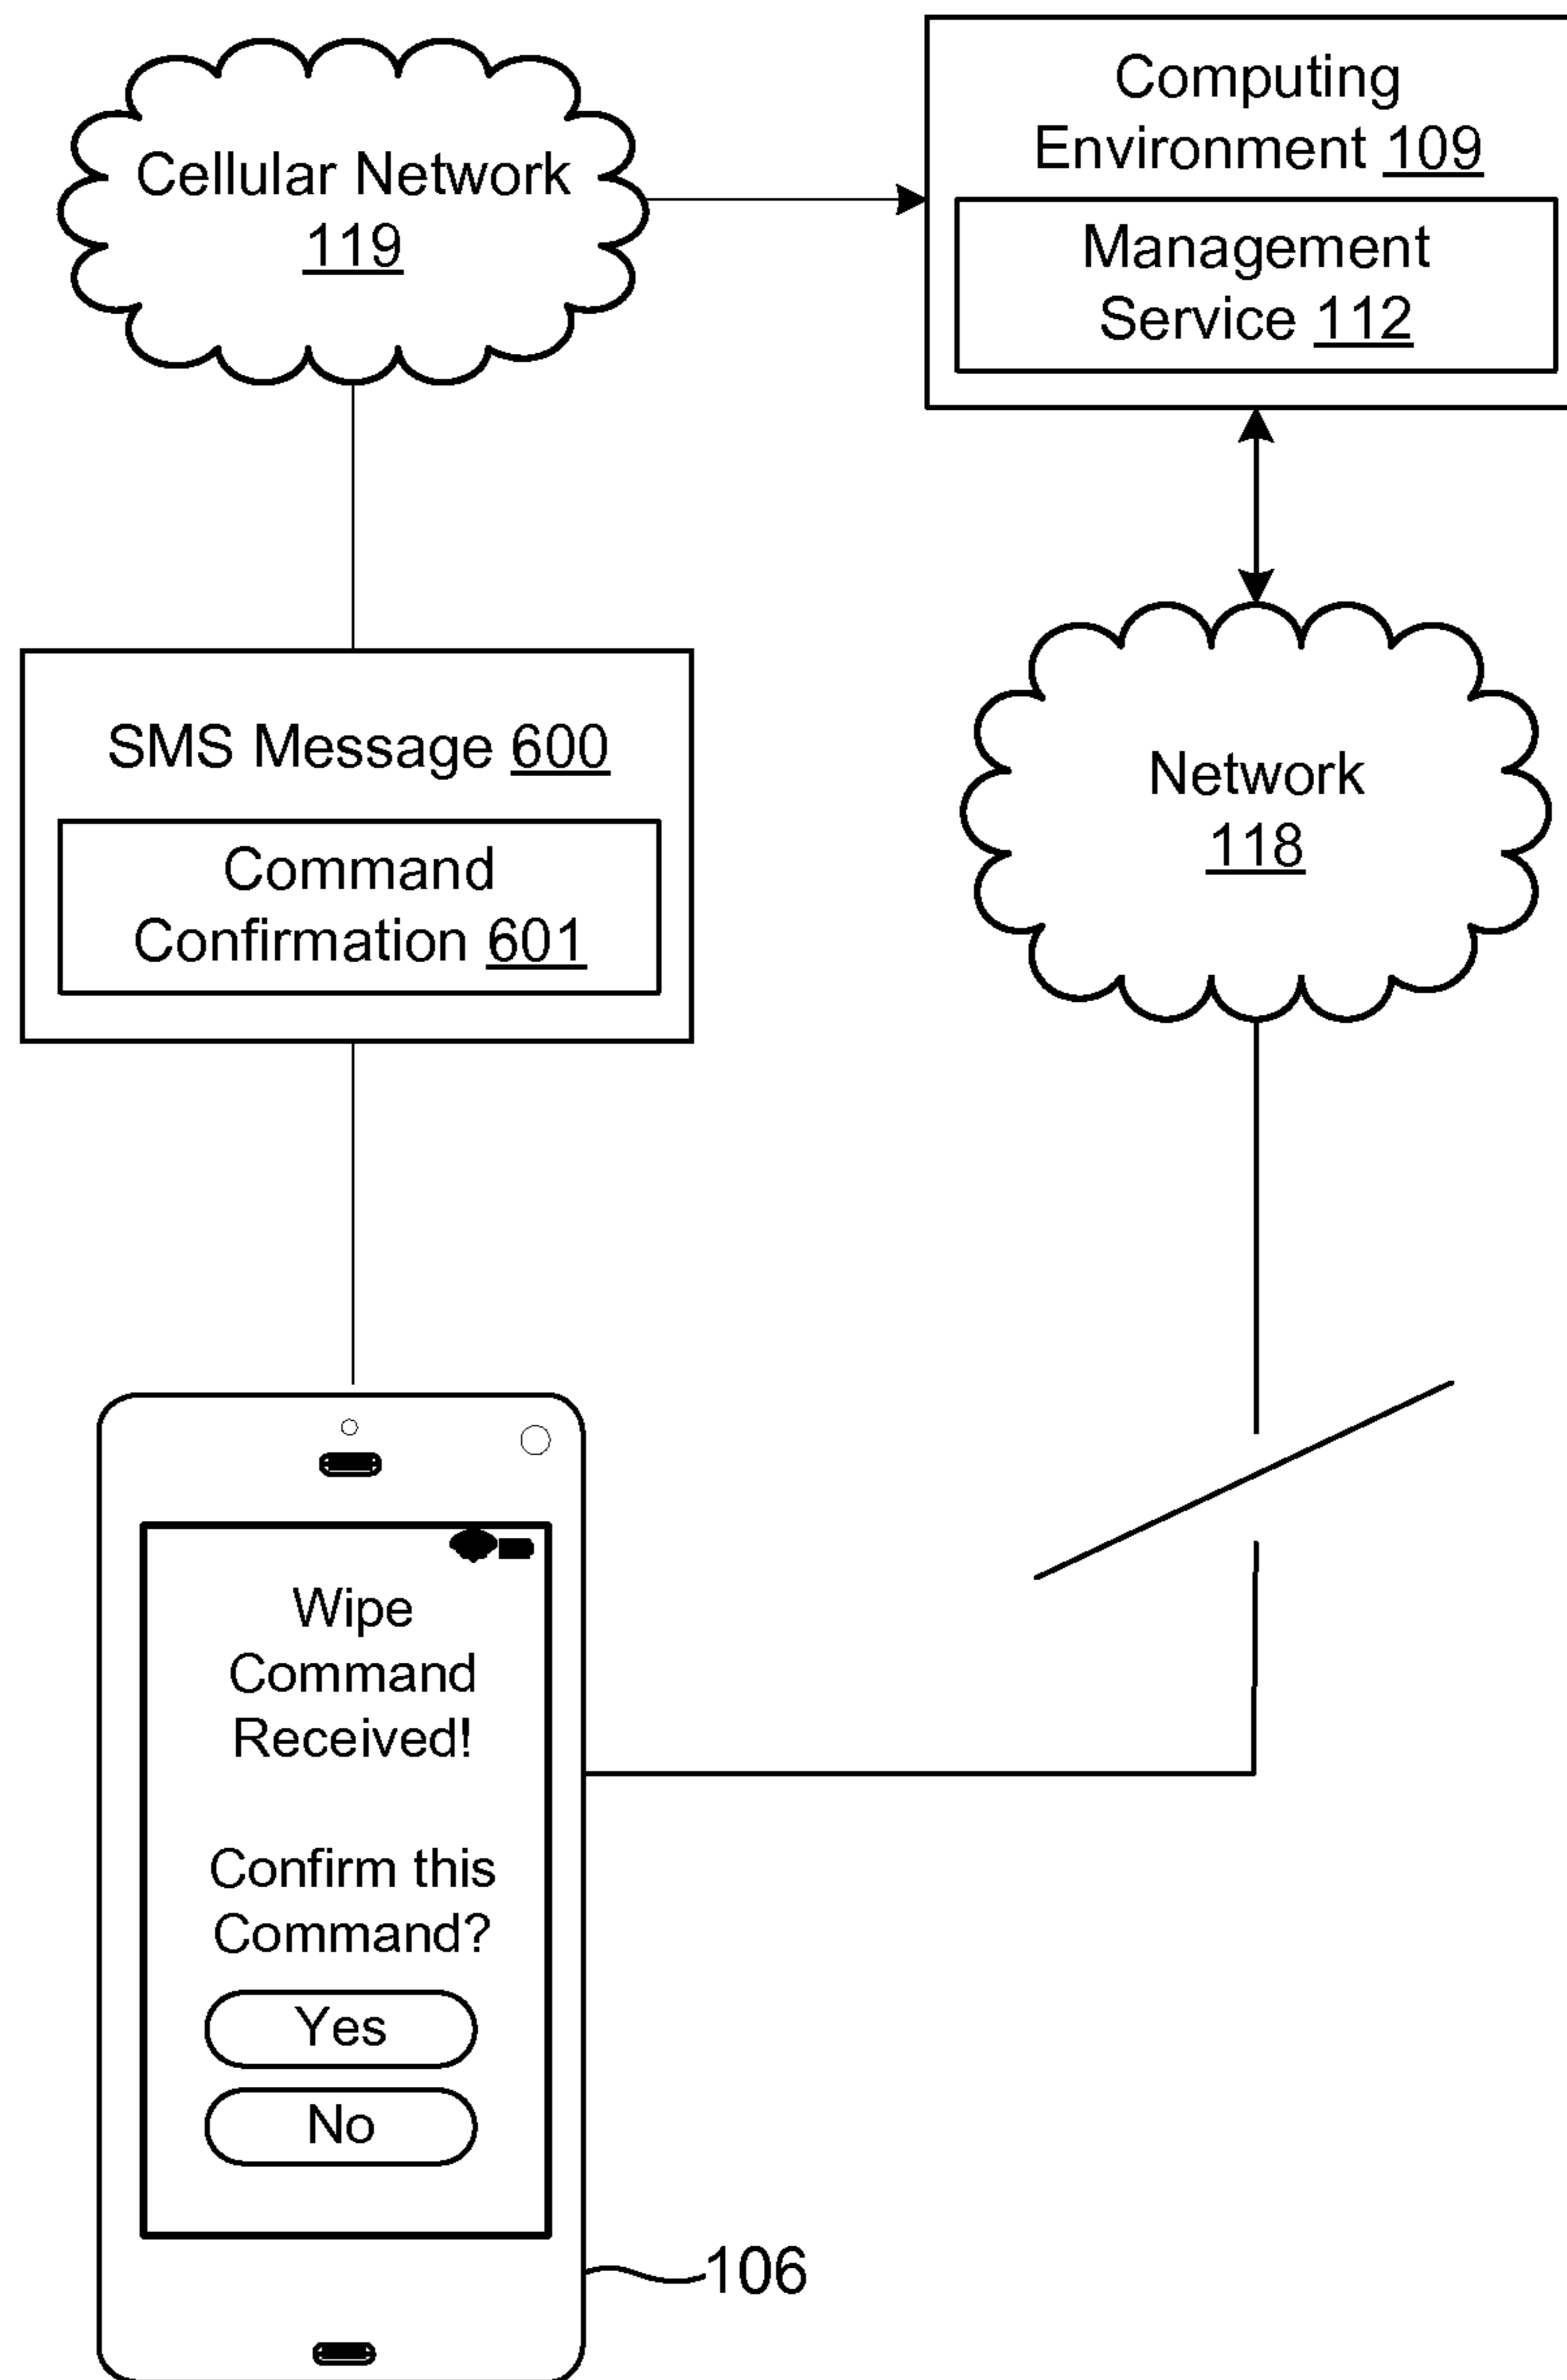 Cellular Network
119
Computing
Environment 109
Management
Service 112
SMS Message 600
Command
Confirmation 601
Network
118
Wipe
Command
Received!
Confirm this
Command?
Yes
No
106